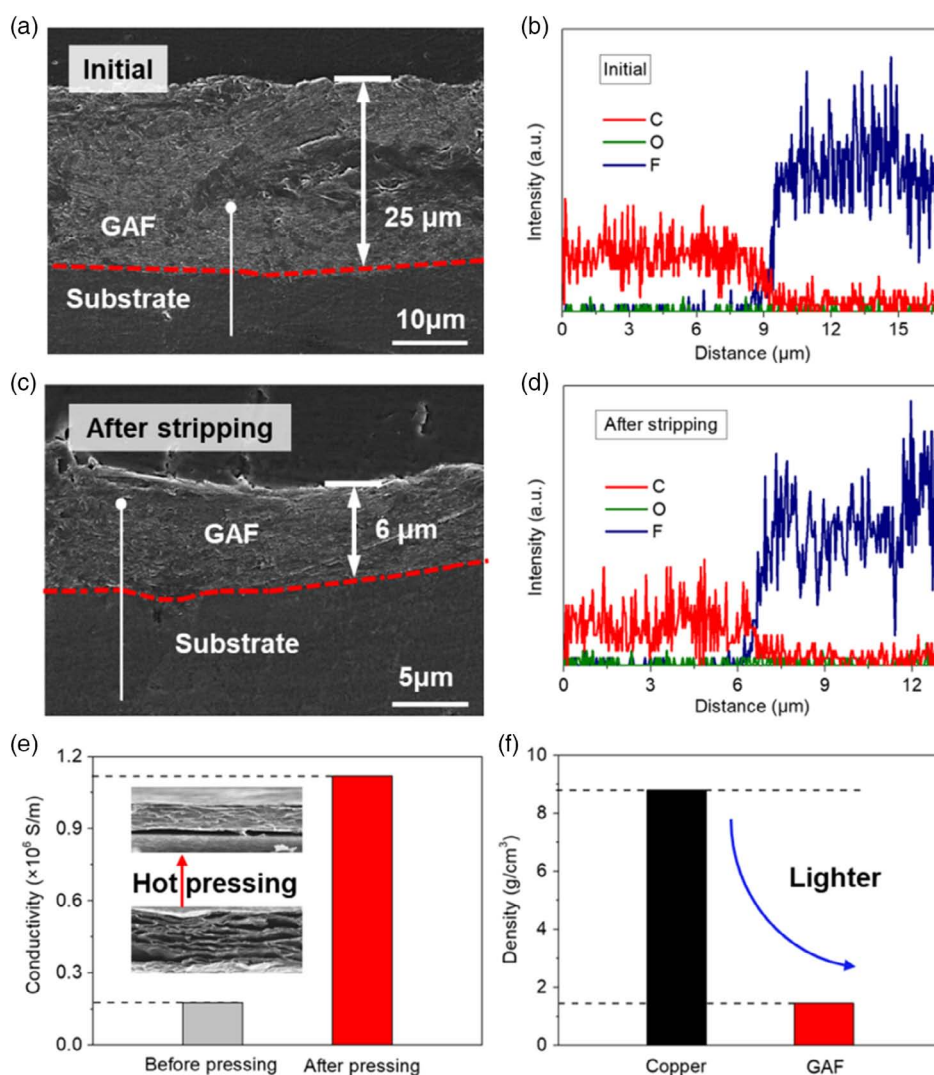 (a)
Initial
GAF
25 µm
Substrate
10µm
(b)
Initial
C
O
F
Intensity (a.u.)
0 3 6 9 12 15
Distance (µm)
(c)
After stripping
GAF
6 µm
Substrate
5µm
(d)
After stripping
C
O
F
Intensity (a.u.)
0 3 6 9 12
Distance (µm)
(e)
Conductivity (×10⁶ S/m)
1.2
0.9
0.6
0.3
0.0
Hot pressing
Before pressing After pressing
(f)
Density (g/cm³)
10
8
6
4
2
0
Lighter
Copper GAF